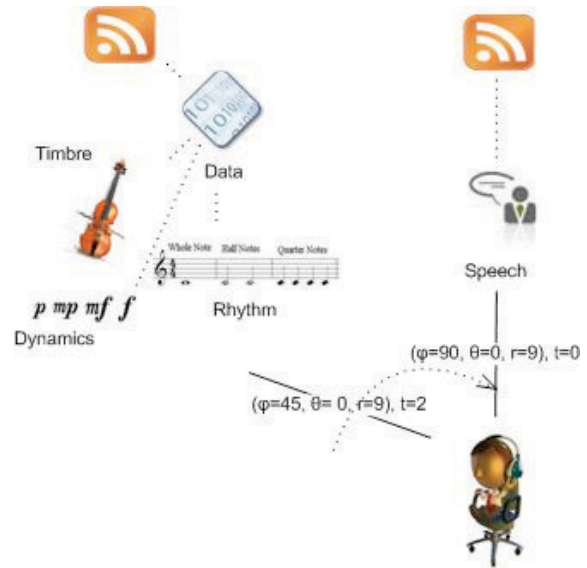 Timbre
Data
Whole Note Half Notes Quarter Notes
Rhythm
p mp mf f
Dynamics
Speech
(φ=90, θ=0, r=9), t=0
(φ=45, θ= 0, r=9), t=2